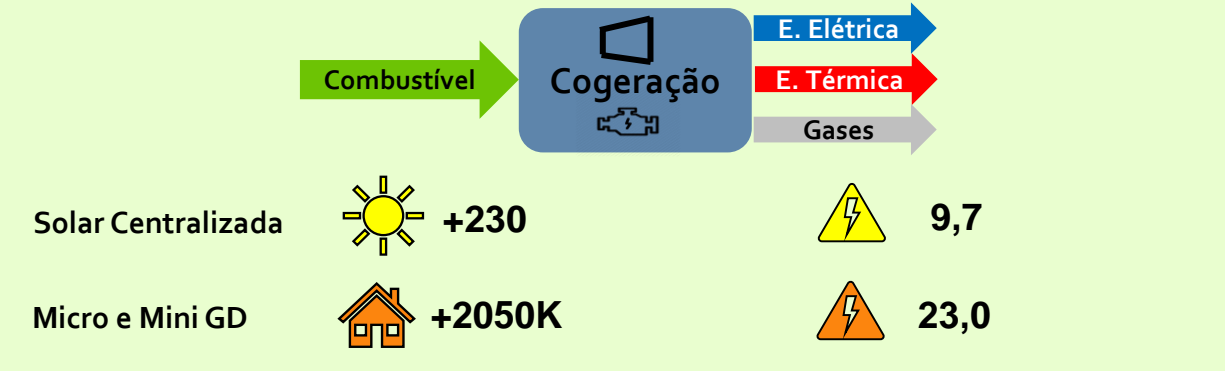 E. Elétrica
Combustível
Cogeração
E. Térmica
Gases
Solar Centralizada +230 9,7
Micro e Mini GD +2050K 23,0